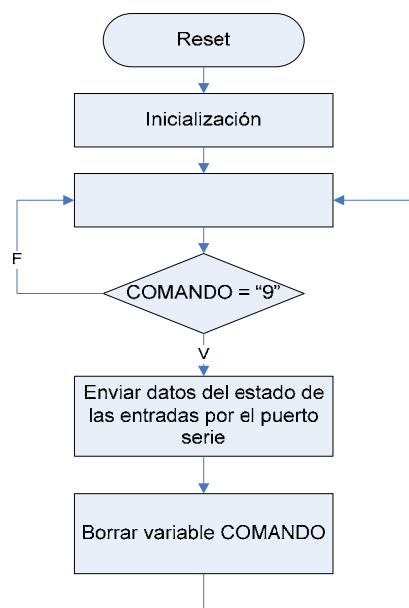 Reset
Inicialización
COMANDO = “9”
F
V
Enviar datos del estado de
las entradas por el puerto
serie
Borrar variable COMANDO